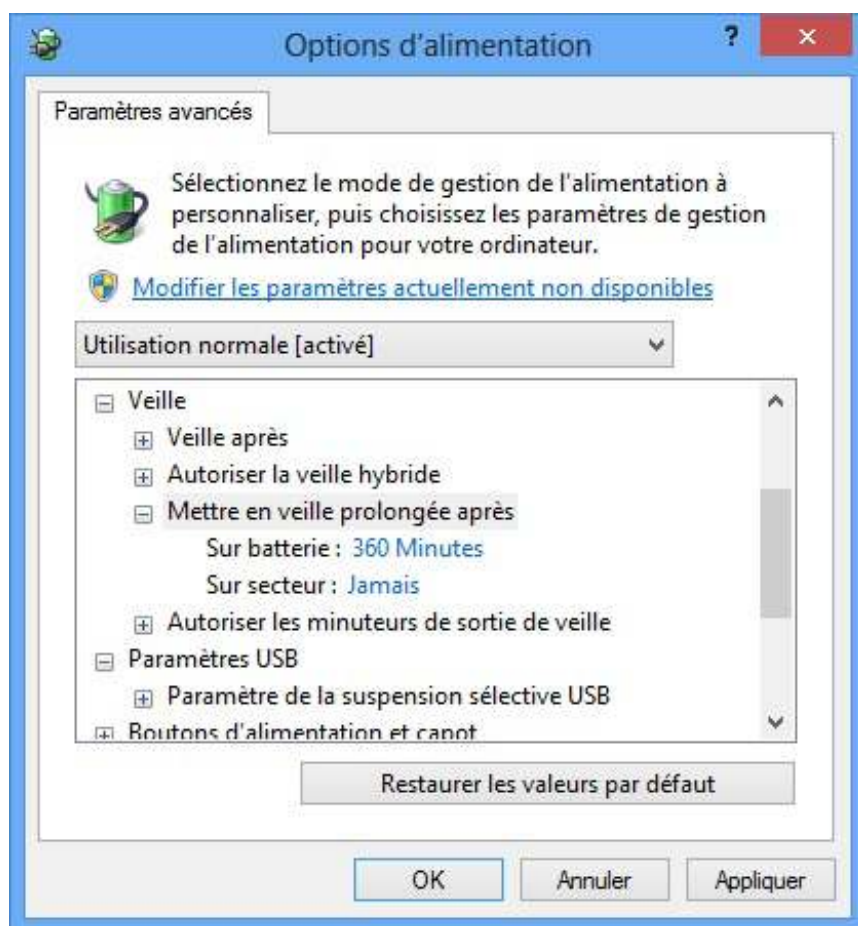 Options d'alimentation
?
Paramètres avancés
Sélectionnez le mode de gestion de l'alimentation à
personnaliser, puis choisissez les paramètres de gestion
de l'alimentation pour votre ordinateur.
Modifier les paramètres actuellement non disponibles
Utilisation normale [activé]
Veille
Veille après
Autoriser la veille hybride
Mettre en veille prolongée après
Sur batterie : 360 Minutes
Sur secteur : Jamais
Autoriser les minuteurs de sortie de veille
Paramètres USB
Paramètre de la suspension sélective USB
Boutons d'alimentation et capot
Restaurer les valeurs par défaut
OK Annuler Appliquer